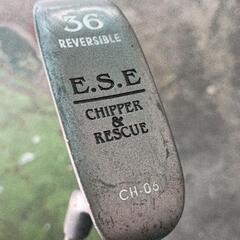 36
REVERSIBLE
E.S.E
CHIPPER
&
RESCUE
CH-06